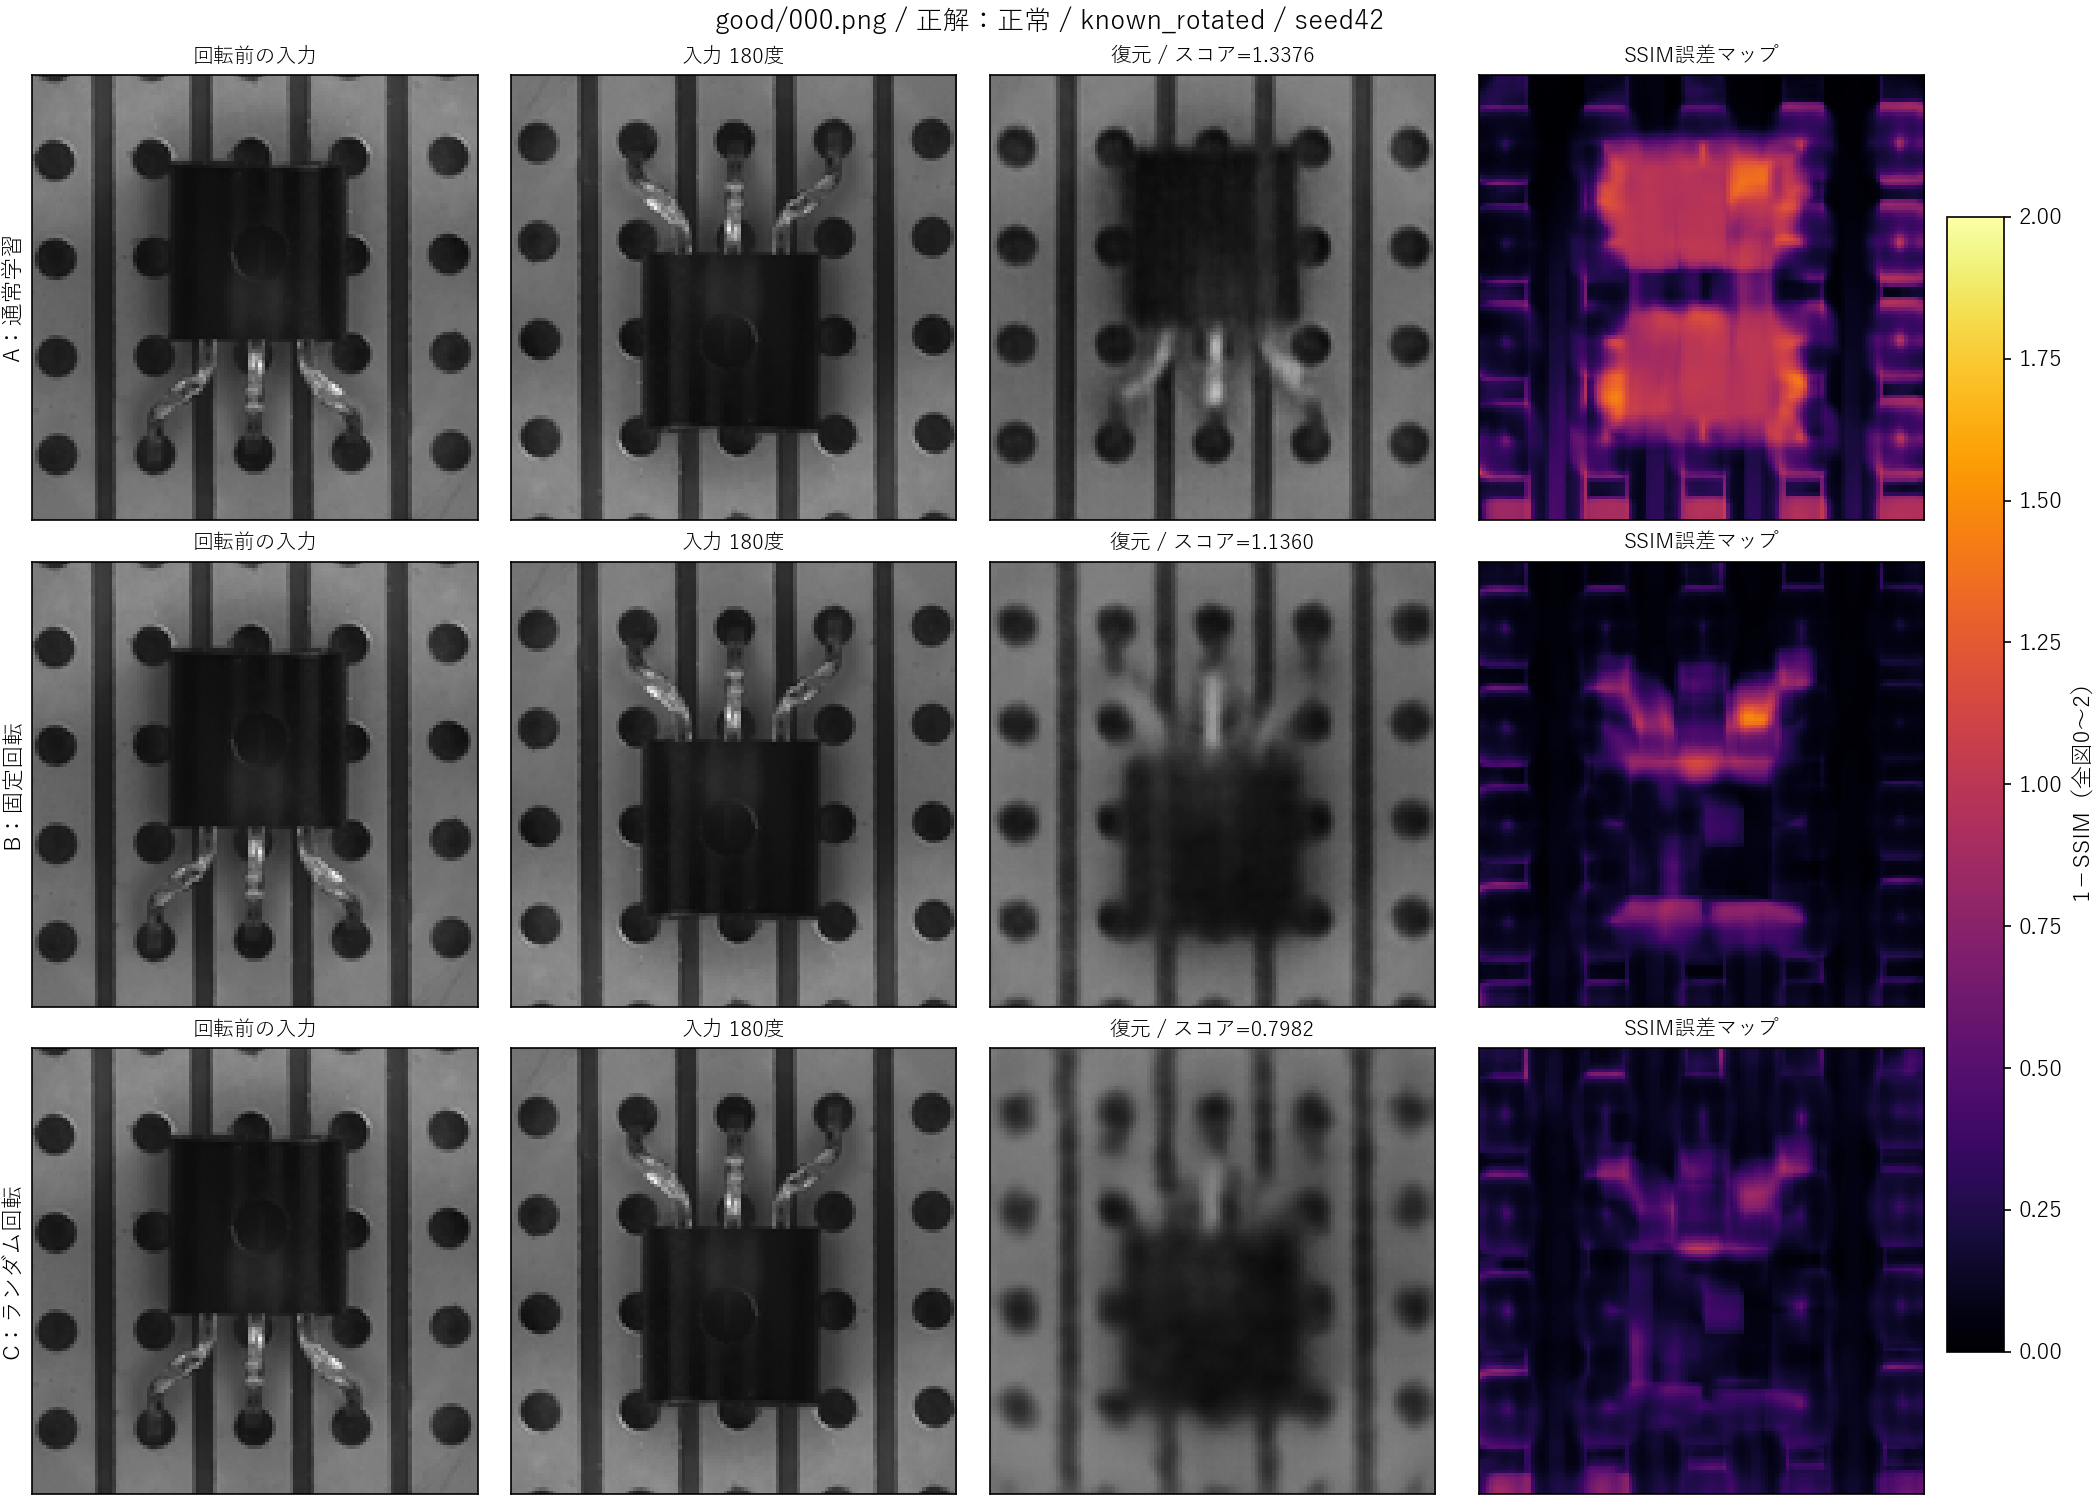 good/000.png / 正解：正常 / known_rotated / seed42
回転前の入力
入力 180度
復元 / スコア=1.3376
SSIM誤差マップ
A：通常学習
回転前の入力
入力 180度
復元 / スコア=1.1360
SSIM誤差マップ
B：固定回転
回転前の入力
入力 180度
復元 / スコア=0.7982
SSIM誤差マップ
C：ランダム回転
2.00
1.75
1.50
1.25
1.00
0.75
0.50
0.25
0.00
1−SSIM（全図0〜2）